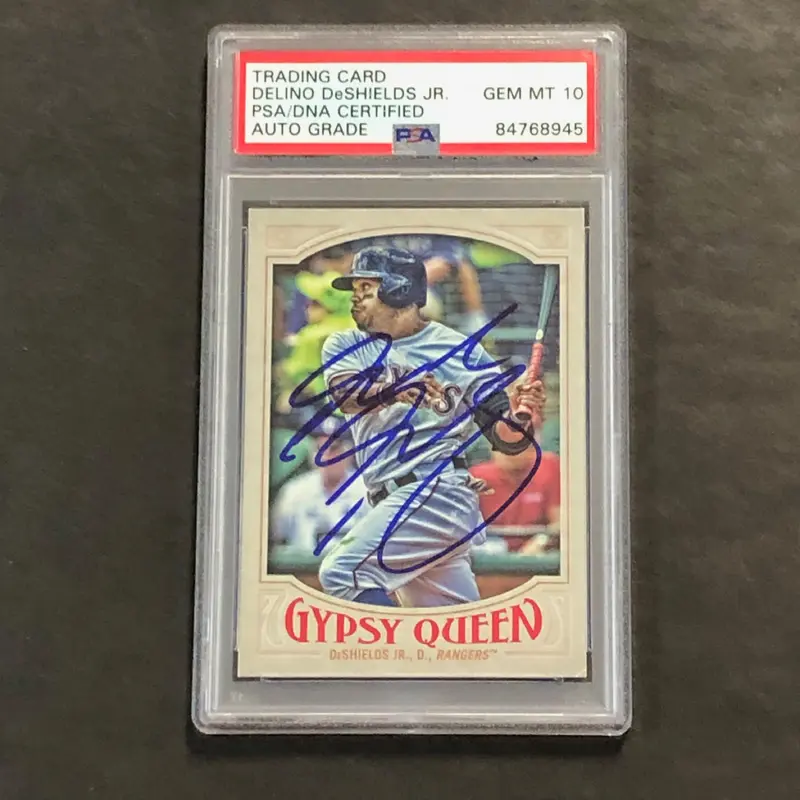 TRADING CARD
DELINO DeSHIELDS JR. GEM MT 10
PSA/DNA CERTIFIED
AUTO GRADE PSA 84768945
GYPSY QUEEN
DeSHIELDS JR., D., RANGERS™